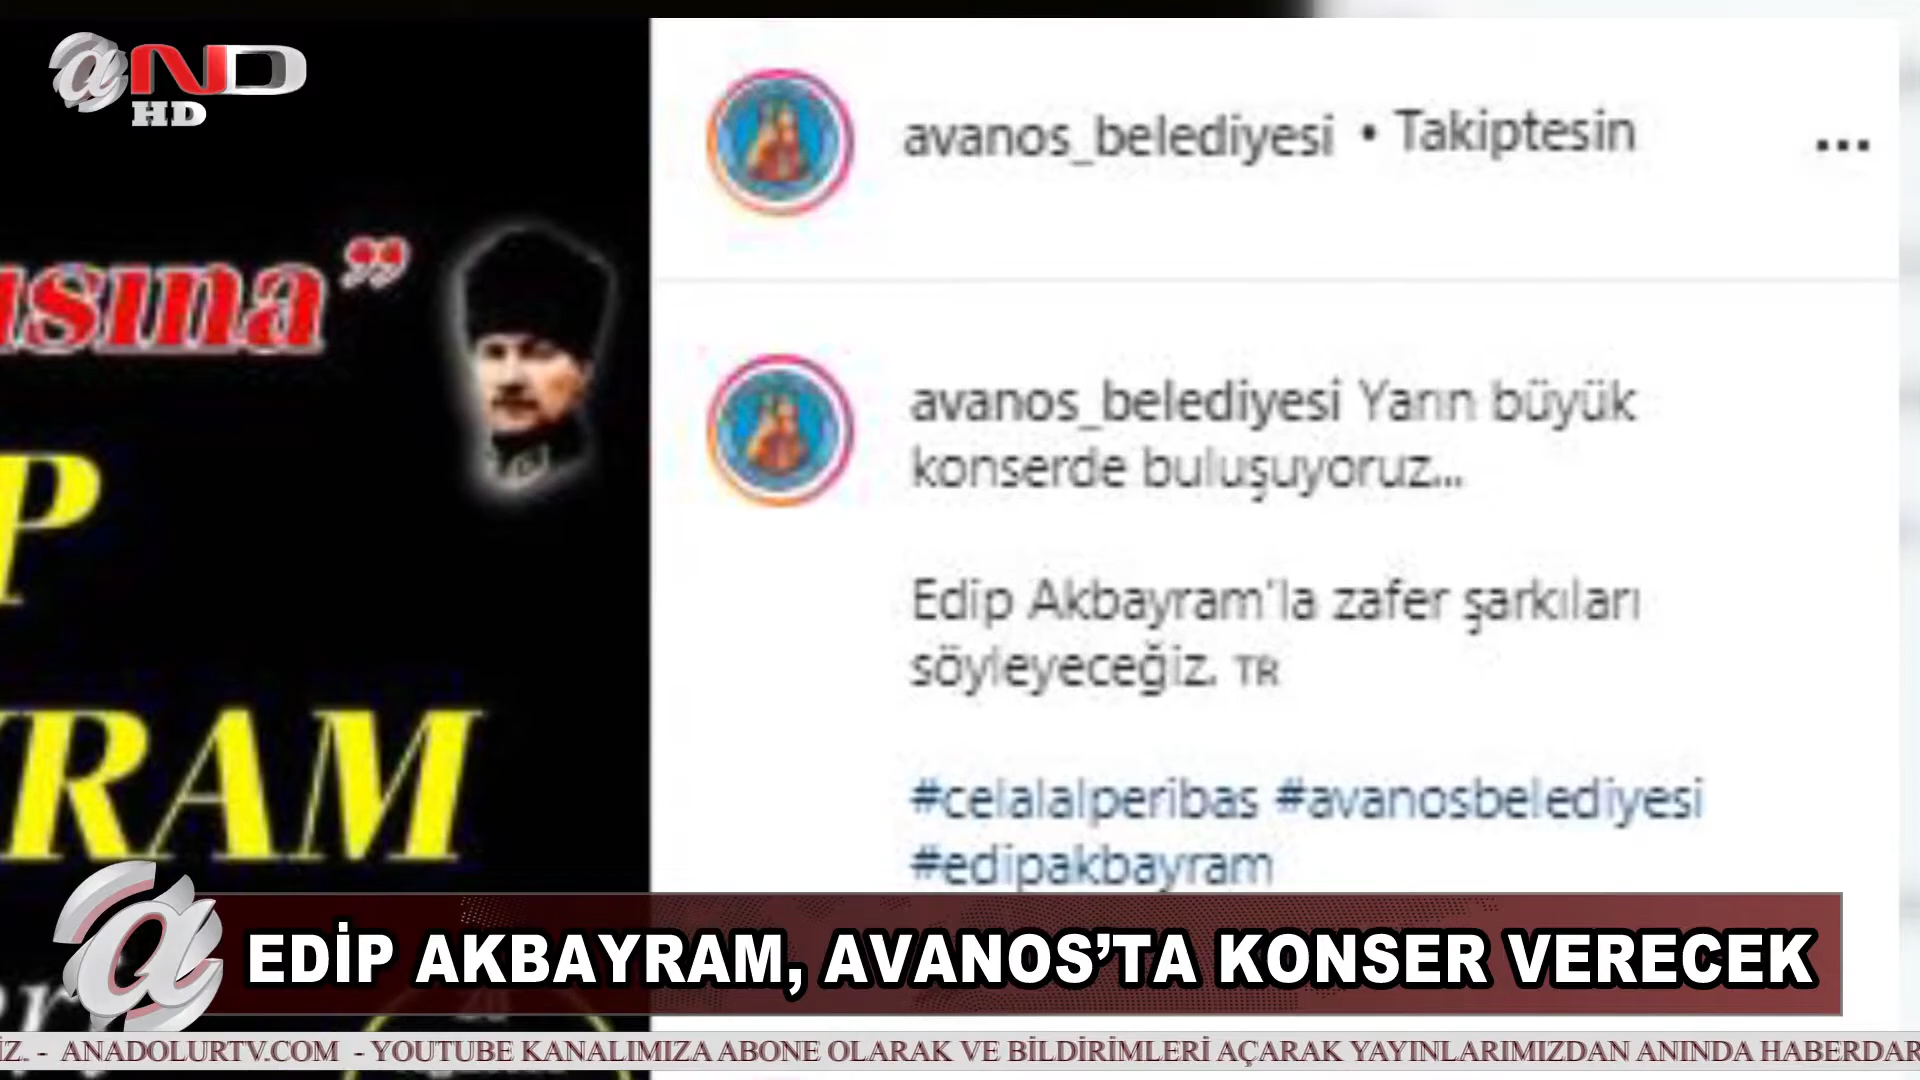 @ND
HD
ısına”
P
RAM
avanos_belediyesi • Takiptesin
...
avanos_belediyesi Yarın büyük
konserde buluşuyoruz...
Edip Akbayram'la zafer şarkıları
söyleyeceğiz. TR
#celalalperibas #avanosbelediyesi
#edipakbayram
EDİP AKBAYRAM, AVANOS’TA KONSER VERECEK
İZ. - ANADOLURTV.COM - YOUTUBE KANALIMIZA ABONE OLARAK VE BİLDİRİMLERİ AÇARAK YAYINLARIMIZDAN ANINDA HABERDAR